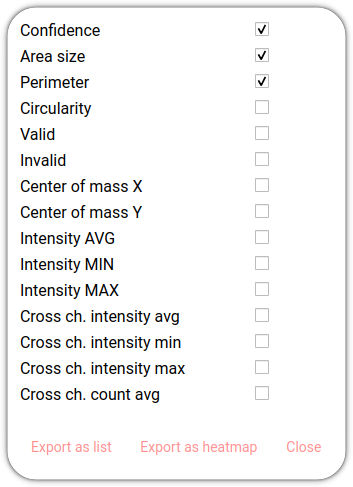 Confidence
Area size
Perimeter
Circularity
Valid
Invalid
Center of mass X
Center of mass Y
Intensity AVG
Intensity MIN
Intensity MAX
Cross ch. intensity avg
Cross ch. intensity min
Cross ch. intensity max
Cross ch. count avg
Export as list Export as heatmap Close